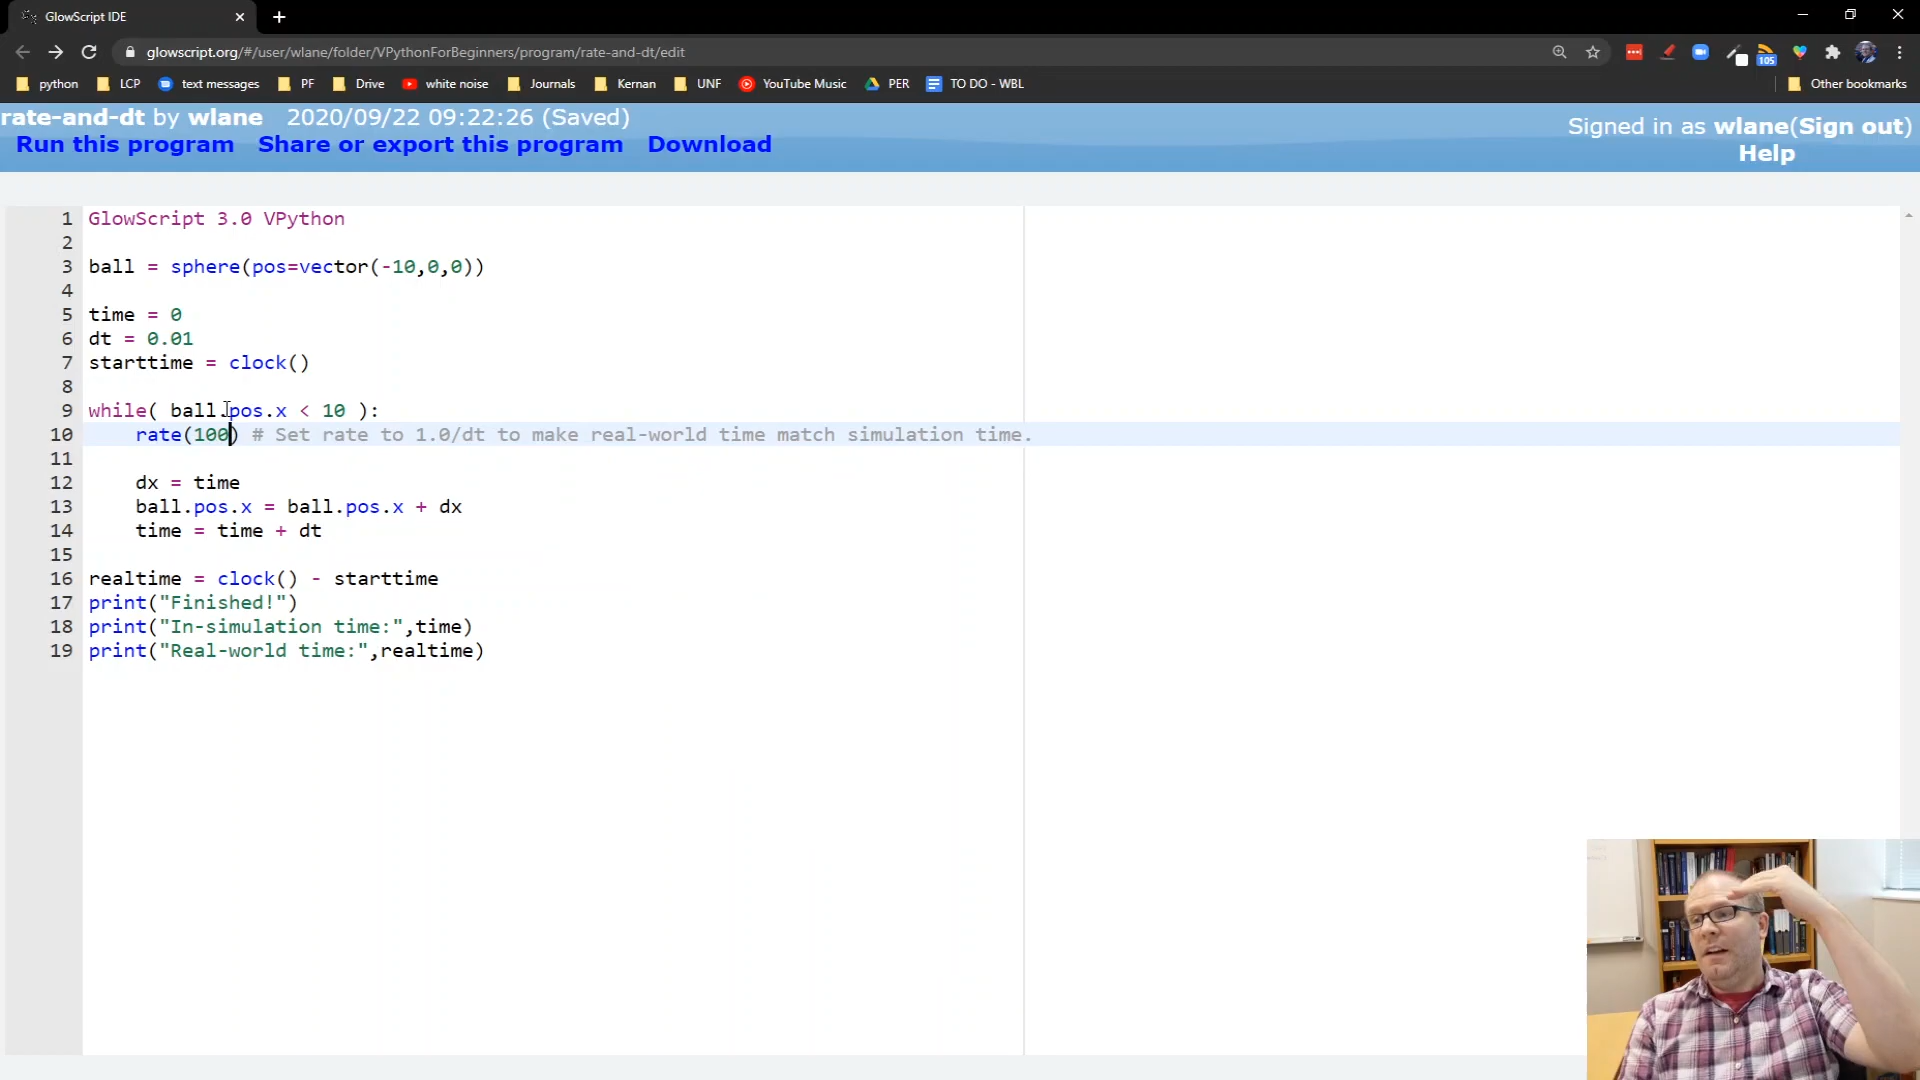 GlowScript IDE
glowscript.org/#/user/wlane/folder/VPythonForBeginners/program/rate-and-dt/edit
105
python LCP text messages PF Drive white noise Journals Kernan UNF YouTube Music PER TO DO - WBL Other bookmarks
rate-and-dt by wlane 2020/09/22 09:22:26 (Saved)
Signed in as wlane(Sign out)
Run this program Share or export this program Download
Help
1 GlowScript 3.0 VPython
2
3 ball = sphere(pos=vector(-10,0,0))
4
5 time = 0
6 dt = 0.01
7 starttime = clock()
8
9 while( ball.pos.x < 10 ):
10 rate(100) # Set rate to 1.0/dt to make real-world time match simulation time.
11
12 dx = time
13 ball.pos.x = ball.pos.x + dx
14 time = time + dt
15
16 realtime = clock() - starttime
17 print("Finished!")
18 print("In-simulation time:",time)
19 print("Real-world time:",realtime)